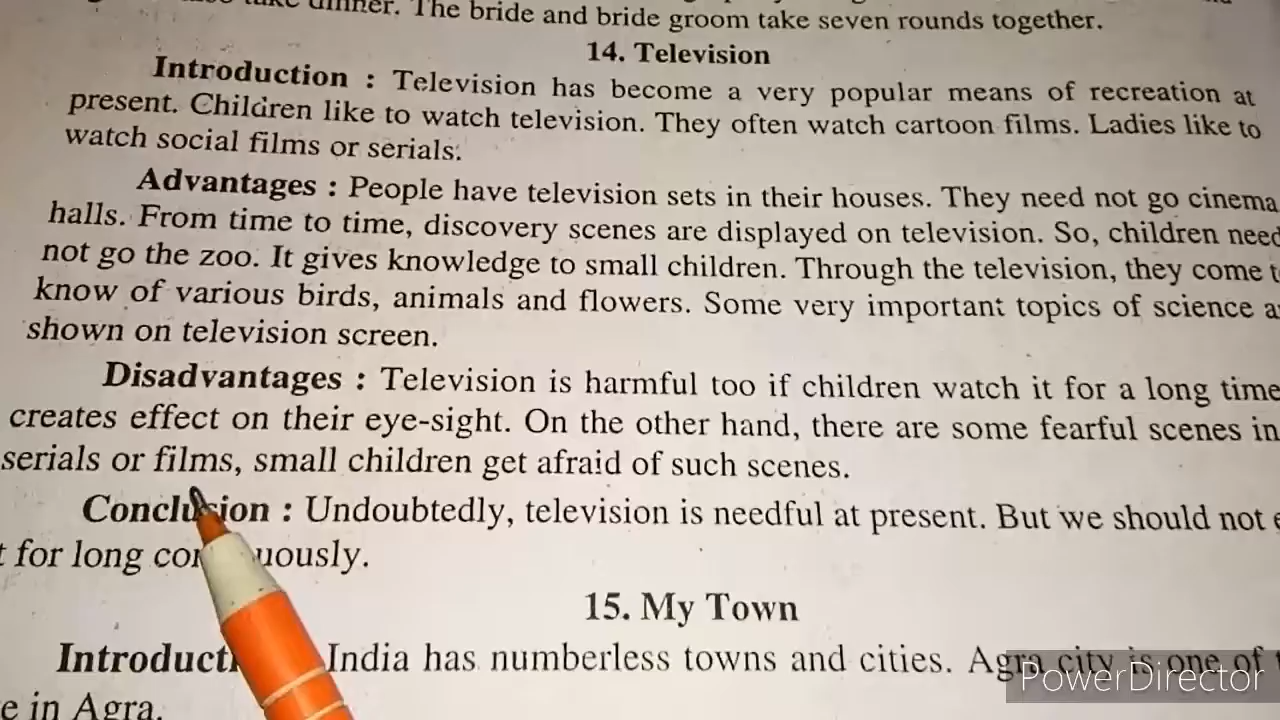 take dinner. The bride and bride groom take seven rounds together.
14. Television
Introduction : Television has become a very popular means of recreation at
present. Children like to watch television. They often watch cartoon films. Ladies like to
watch social films or serials.
Advantages : People have television sets in their houses. They need not go cinema
halls. From time to time, discovery scenes are displayed on television. So, children need
not go the zoo. It gives knowledge to small children. Through the television, they come
know of various birds, animals and flowers. Some very important topics of science
shown on television screen.
Disadvantages : Television is harmful too if children watch it for a long time
creates effect on their eye-sight. On the other hand, there are some fearful scenes in
serials or films, small children get afraid of such scenes.
Conclusion : Undoubtedly, television is needful at present. But we should not
for long
15. My Town
India has numberless towns and cities. Agra city is one of
in Agra.
PowerDirector